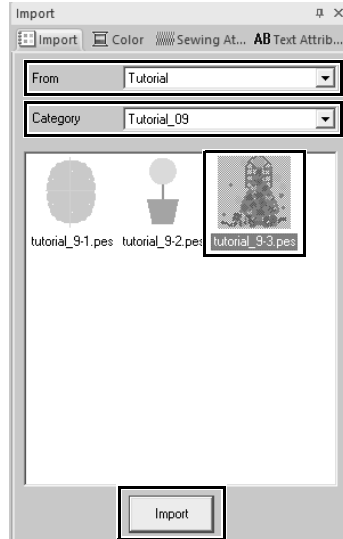 Import
Import Color Sewing At... AB Text Attrib...
From Tutorial
Category Tutorial_09
tutorial_9-1.pes tutorial_9-2.pes tutorial_9-3.pes
Import